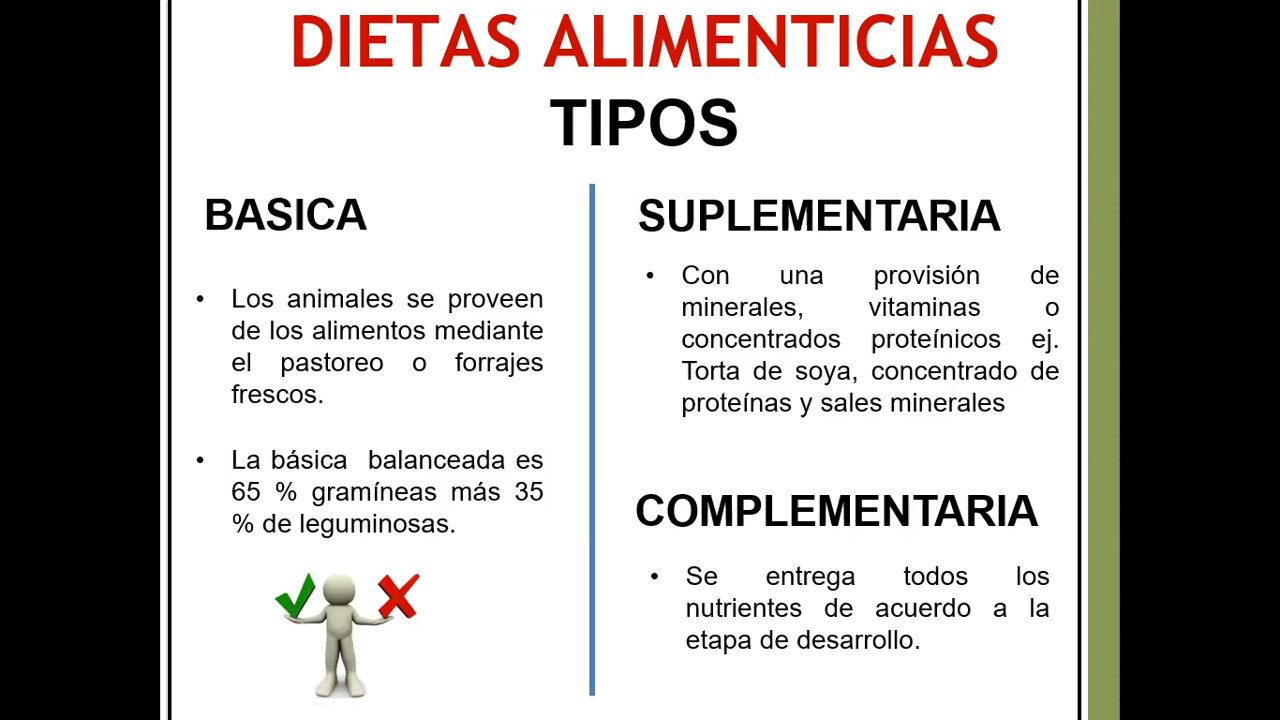 DIETAS ALIMENTICIAS
TIPOS
BASICA
• Los animales se proveen
de los alimentos mediante
el pastoreo o forrajes
frescos.
• La básica balanceada es
65 % gramíneas más 35
% de leguminosas.
SUPLEMENTARIA
• Con una provisión de
minerales, vitaminas o
concentrados proteínicos ej.
Torta de soya, concentrado de
proteínas y sales minerales
COMPLEMENTARIA
• Se entrega todos los
nutrientes de acuerdo a la
etapa de desarrollo.